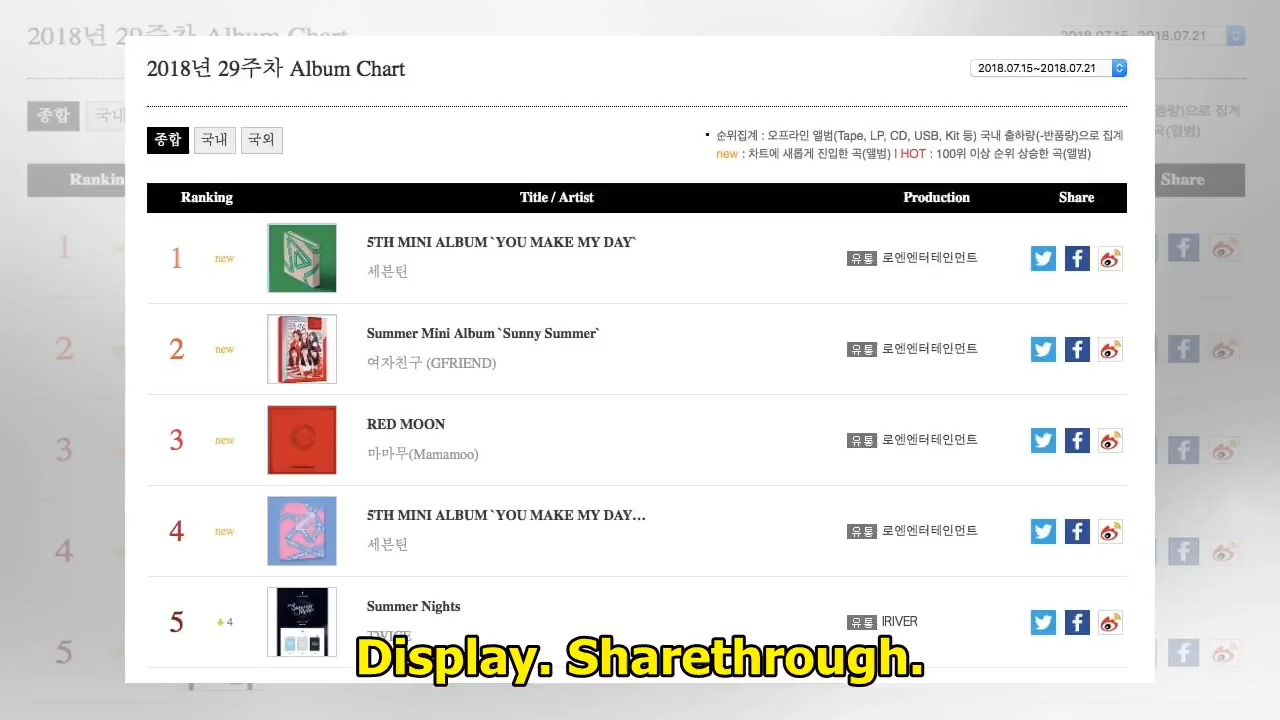 2018년 29주차 Album Chart
2018.07.15~2018.07.21
종합 국내 국외
순위집계 : 오프라인 앨범(Tape, LP, CD, USB, Kit 등) 국내 출하량(-반품량)으로 집계
new : 차트에 새롭게 진입한 곡(앨범) I HOT : 100위 이상 순위 상승한 곡(앨범)
Ranking Title / Artist Production Share
1 new 5TH MINI ALBUM `YOU MAKE MY DAY`
세븐틴
유통 로엔엔터테인먼트
2 new Summer Mini Album `Sunny Summer`
여자친구 (GFRIEND)
유통 로엔엔터테인먼트
3 new RED MOON
마마무(Mamamoo)
유통 로엔엔터테인먼트
4 new 5TH MINI ALBUM `YOU MAKE MY DAY...
세븐틴
유통 로엔엔터테인먼트
5 4 Summer Nights
TWICE
유통 IRIVER
Display. Sharethrough.